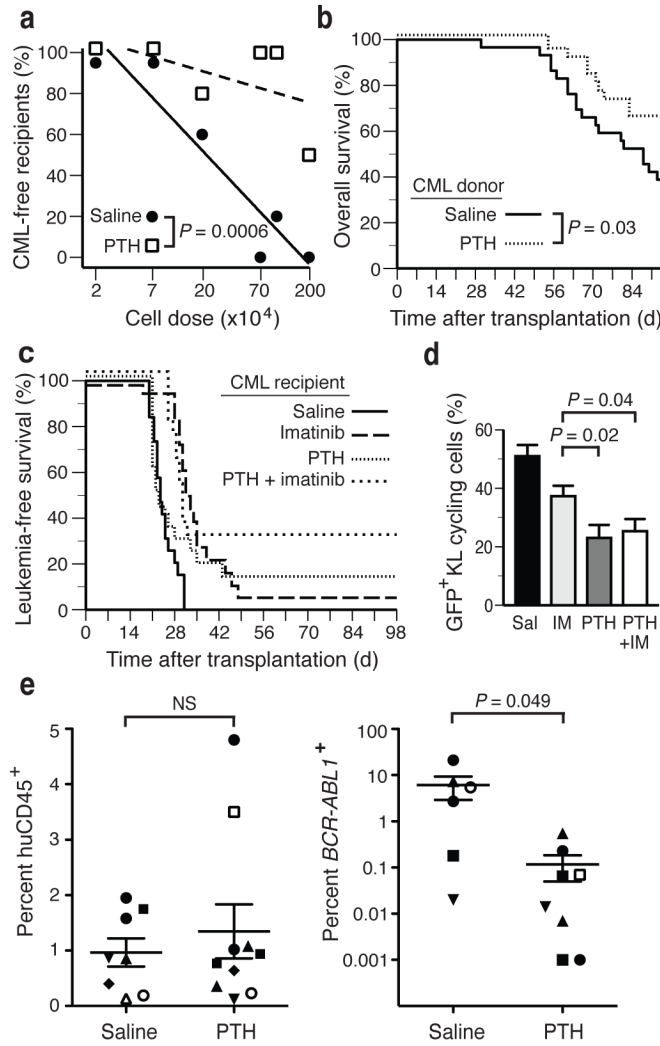 a
CML-free recipients (%)
100
80
60
40
20
0
Saline
PTH
P = 0.0006
2 7 20 70 200
Cell dose (x10⁴)
b
Overall survival (%)
100
80
60
40
20
0
CML donor
Saline
PTH
P = 0.03
0 14 28 42 56 70 84
Time after transplantation (d)
c
Leukemia-free survival (%)
100
80
60
40
20
0
CML recipient
Saline
Imatinib
PTH
PTH + imatinib
0 14 28 42 56 70 84 98
Time after transplantation (d)
d
GFP⁺KL cycling cells (%)
60
40
20
0
P = 0.04
P = 0.02
Sal IM PTH PTH
+IM
e
Percent huCD45⁺
5
4
3
2
1
0
NS
Saline PTH
Percent BCR-ABL1⁺
100
10
1
0.1
0.01
0.001
P = 0.049
Saline PTH